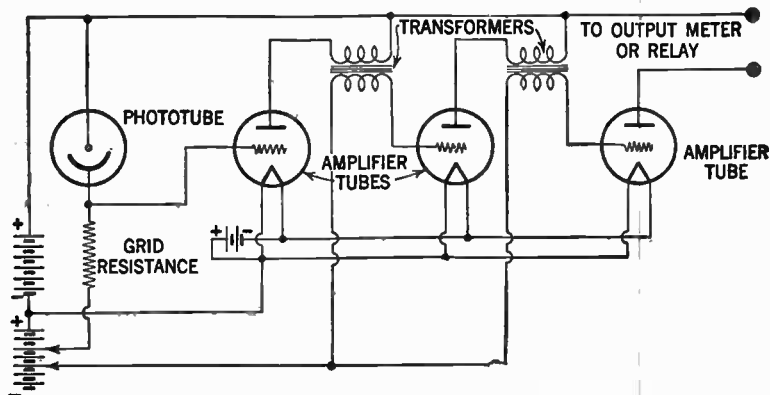 TRANSFORMERS
TO OUTPUT METER
OR RELAY
PHOTOTUBE
AMPLIFIER
TUBES
AMPLIFIER
TUBE
GRID
RESISTANCE
+
+ -
+
-